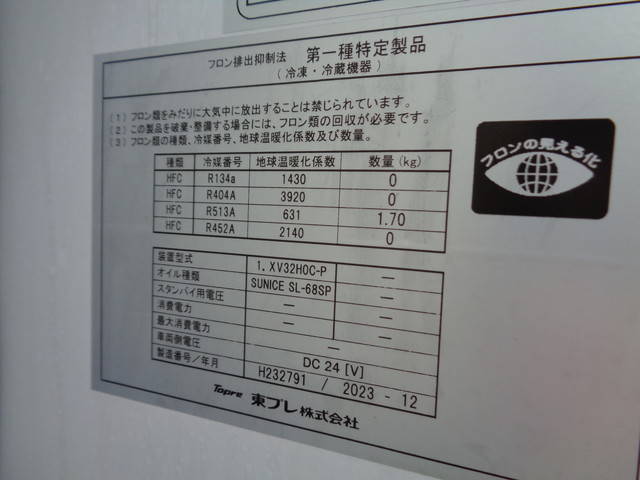 フロン排出抑制法 第一種特定製品
(冷凍・冷蔵機器)
(1) フロン類をみだりに大気中に放出することは禁じられています。
(2) この製品を破棄・整備する場合には、フロン類の回収が必要です。
(3) フロン類の種類、冷媒番号、地球温暖化係数及び数量。
フロンの見える化
種類 冷媒番号 地球温暖化係数 数量(kg)
HFC R134a 1430 0
HFC R404A 3920 0
HFC R513A 631 1.70
HFC R452A 2140 0
装置型式 1. XV32HOC-P —
オイル種類 SUNICE SL-68SP —
スタンバイ用電圧 — —
消費電力 — —
最大消費電力 —
車両側電圧 DC 24 [V]
製造番号/年月 H232791 / 2023 - 12
Topre 東プレ株式会社